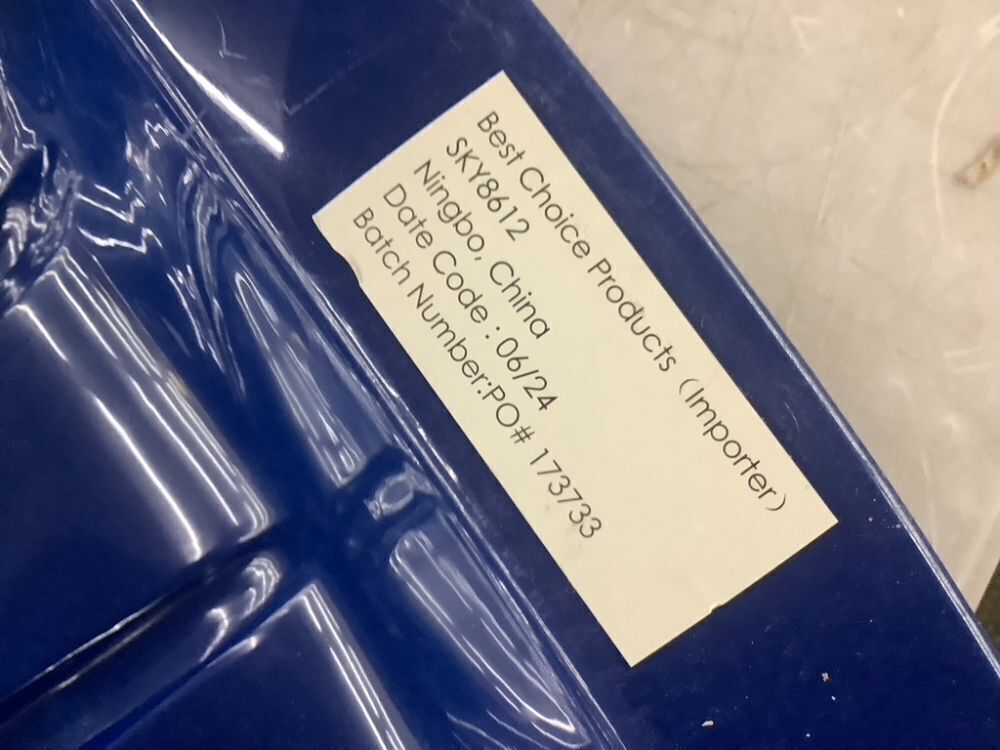 Best Choice Products (Importer)
SKY8612
Ningbo, China
Date Code : 06/24
Batch Number:PO# 173733